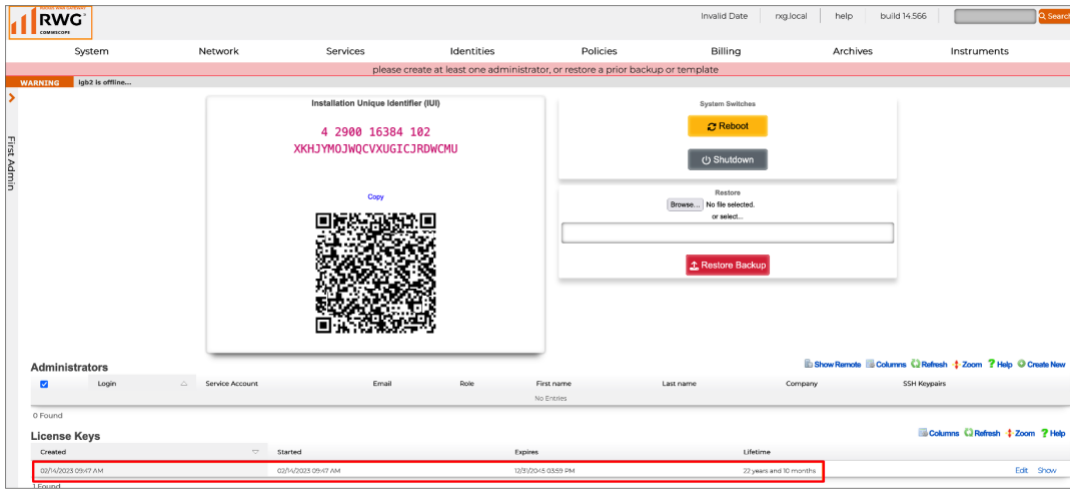 RUCKUS WAN GATEWAY
RWG
COMMSCOPE
Invalid Date rxg.local help build 14.566 Search
System Network Services Identities Policies Billing Archives Instruments
please create at least one administrator, or restore a prior backup or template
WARNING igb2 is offline...
First Admin
Installation Unique Identifier (IUI)
4 2900 16384 102
XKHJYMOJWQCVXUGICJRDWCMU
Copy
System Switches
Reboot
Shutdown
Restore
Browse... No file selected.
or select...
Restore Backup
Administrators
Show Remote Columns Refresh Zoom ? Help Create New
Login Service Account Email Role First name Last name Company SSH Keypairs
No Entries
0 Found
License Keys
Columns Refresh Zoom ? Help
Created Started Expires Lifetime
02/14/2023 09:47 AM 02/14/2023 09:47 AM 12/31/2045 03:59 PM 22 years and 10 months Edit Show
1 Found